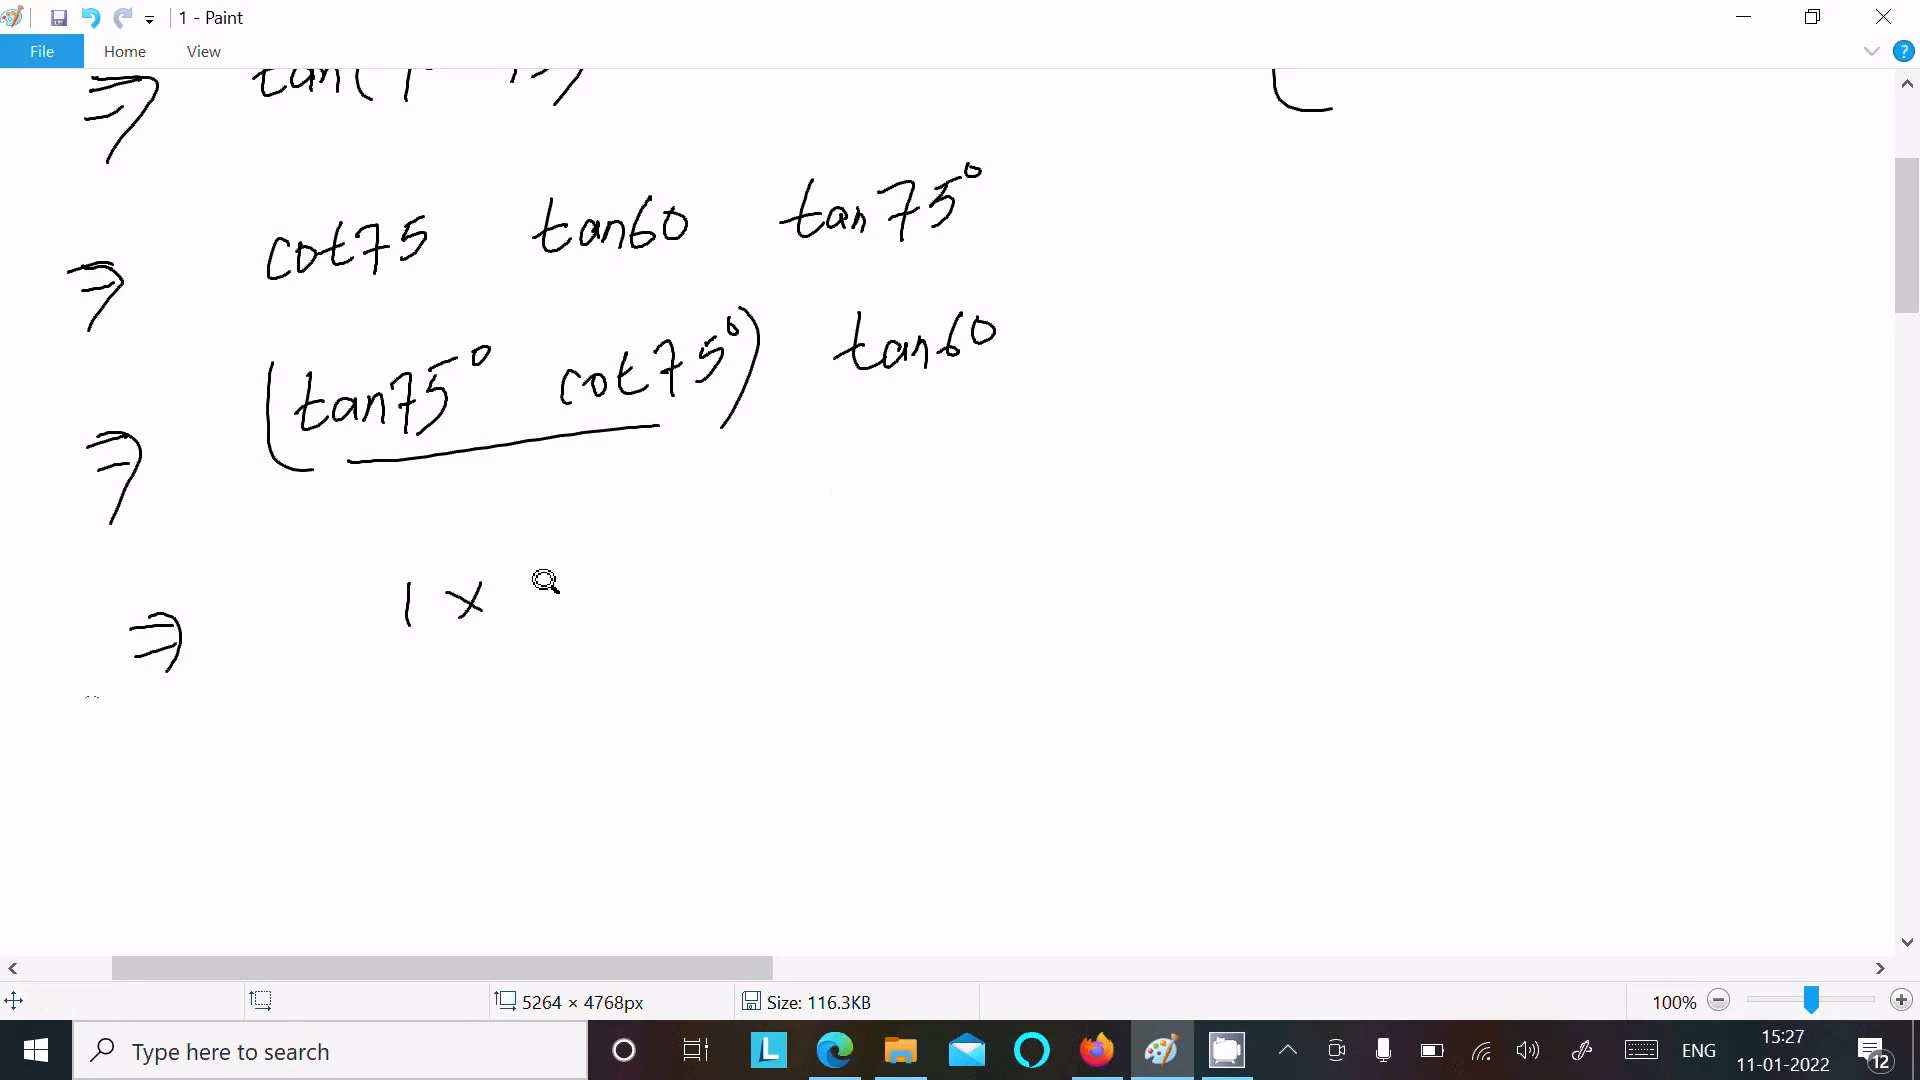 1 - Paint
File Home View
⇒ tan(
⇒ cot75 tan60 tan75°
⇒ (tan75° cot75°) tan60
⇒ 1 ×
5264 × 4768px Size: 116.3KB 100%
Type here to search L ENG 15:27
11-01-2022 12